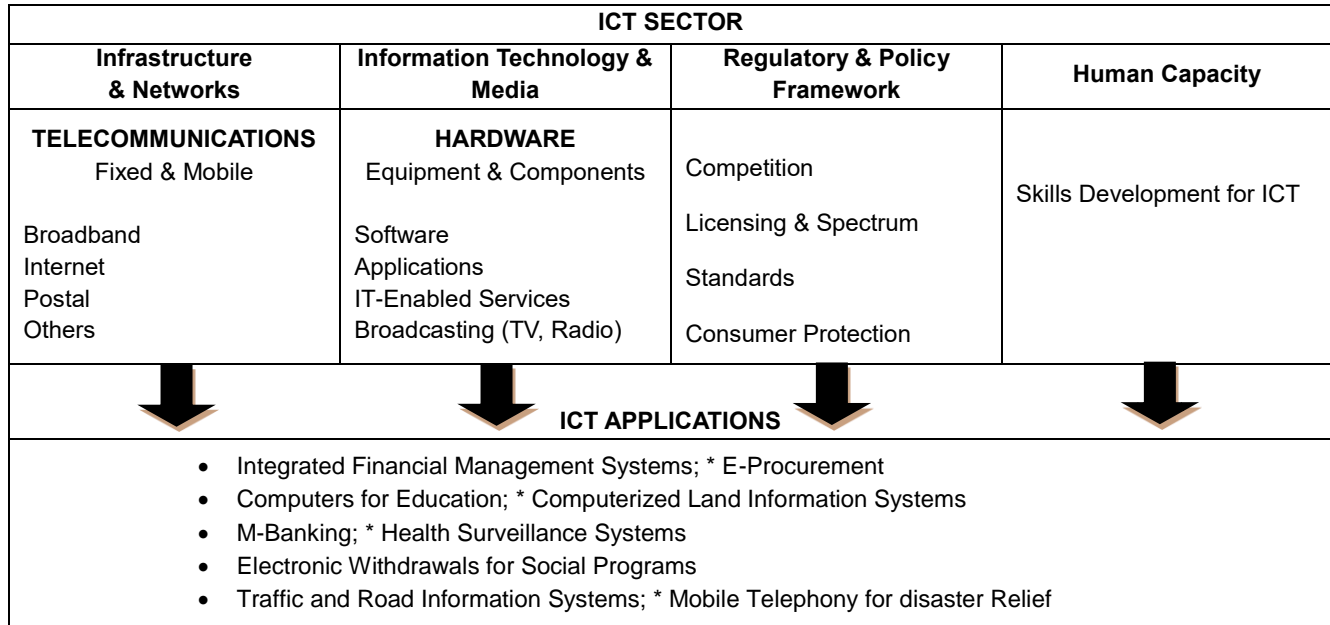 ICT SECTOR
Infrastructure
& Networks
Information Technology &
Media
Regulatory & Policy
Framework
Human Capacity
TELECOMMUNICATIONS
Fixed & Mobile
Broadband
Internet
Postal
Others
HARDWARE
Equipment & Components
Software
Applications
IT-Enabled Services
Broadcasting (TV, Radio)
Competition
Licensing & Spectrum
Standards
Consumer Protection
Skills Development for ICT
ICT APPLICATIONS
• Integrated Financial Management Systems; * E-Procurement
• Computers for Education; * Computerized Land Information Systems
• M-Banking; * Health Surveillance Systems
• Electronic Withdrawals for Social Programs
• Traffic and Road Information Systems; * Mobile Telephony for disaster Relief